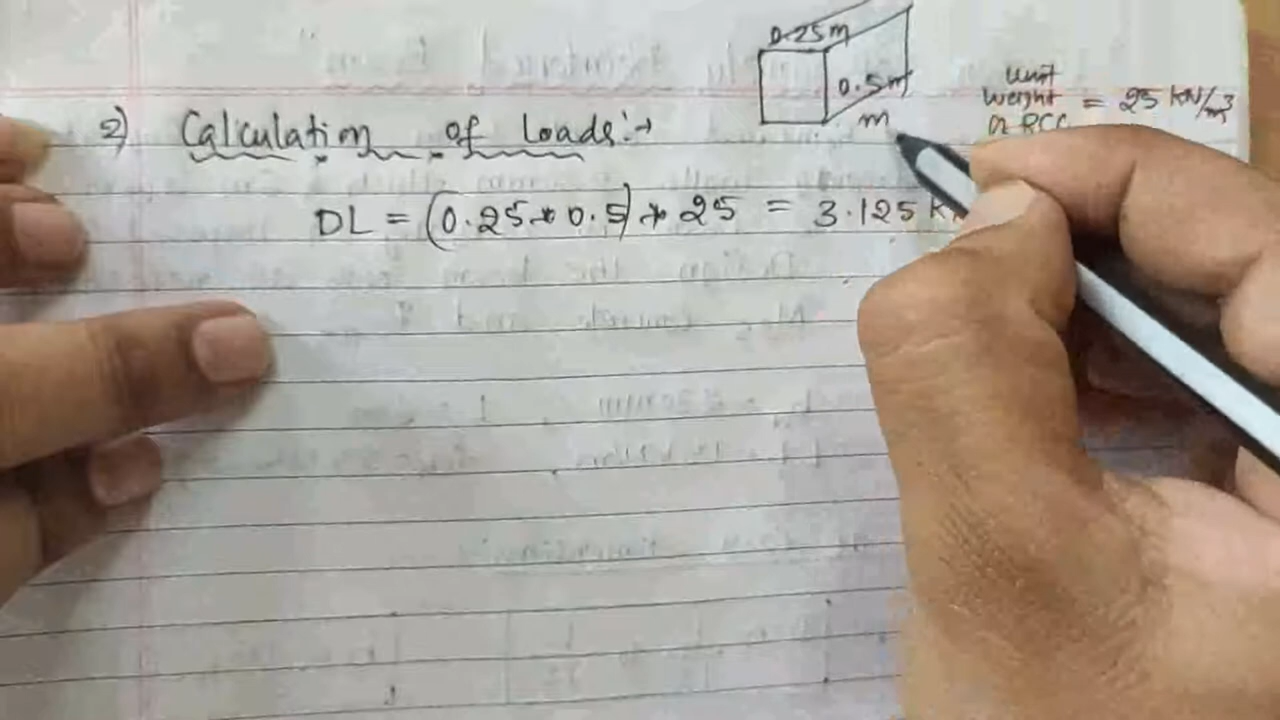 0.25m
0.5m
m
Unit
Weight = 25 kN/m3
RCC
2) Calculation of Loads:→
DL = (0.25*0.5)*25 = 3.125 k